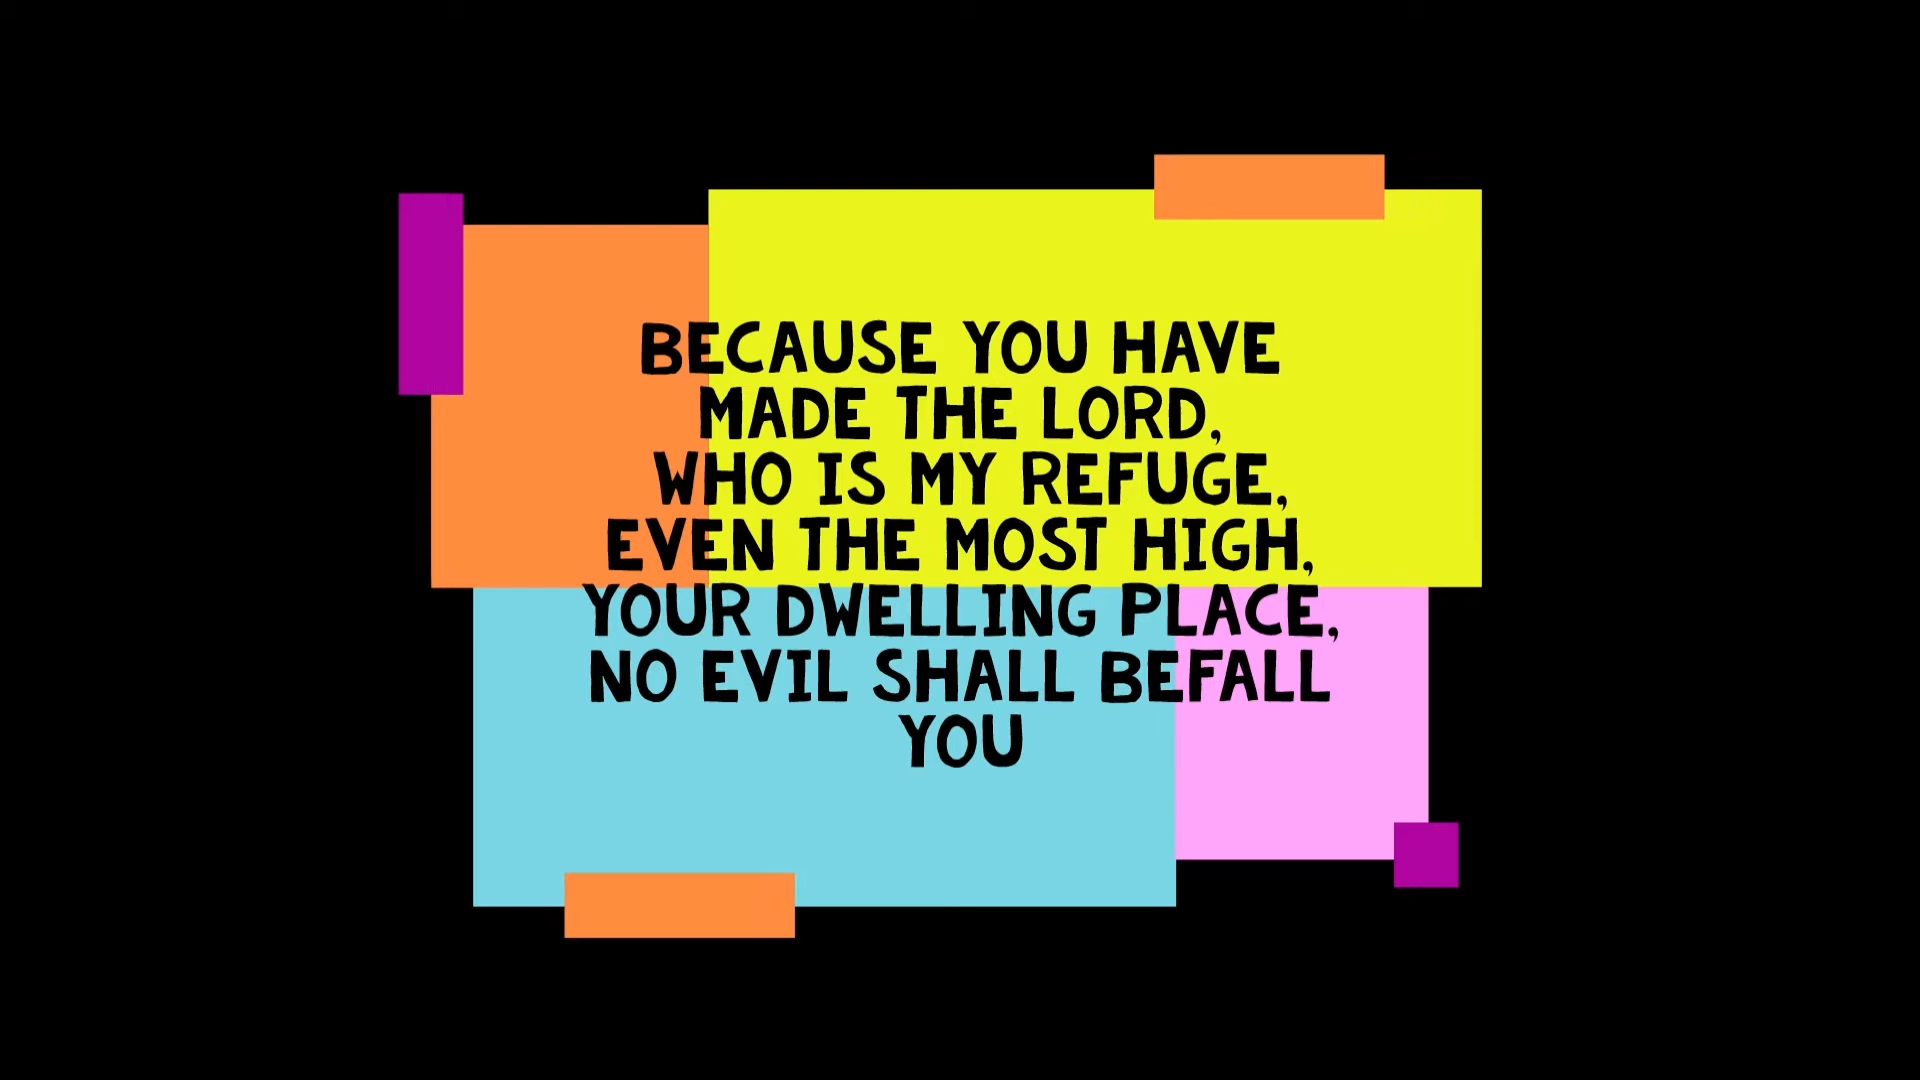 BECAUSE YOU HAVE
MADE THE LORD,
WHO IS MY REFUGE,
EVEN THE MOST HIGH,
YOUR DWELLING PLACE,
NO EVIL SHALL BEFALL
YOU